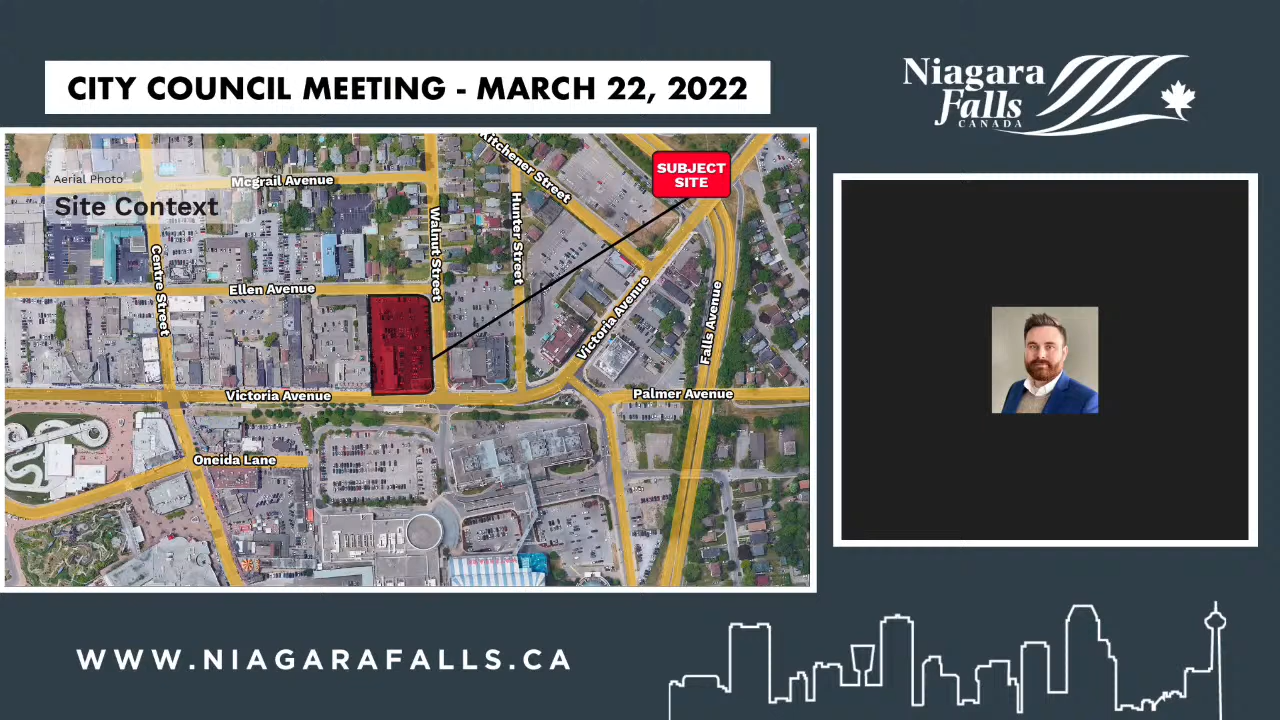 CITY COUNCIL MEETING - MARCH 22, 2022
Niagara
Falls
CANADA
Aerial Photo
Site Context
SUBJECT
SITE
Kitchener Street
Mcgrail Avenue
Hunter Street
Walnut Street
Centre Street
Ellen Avenue
Victoria Avenue
Falls Avenue
Victoria Avenue
Palmer Avenue
Oneida Lane
WWW.NIAGARAFALLS.CA